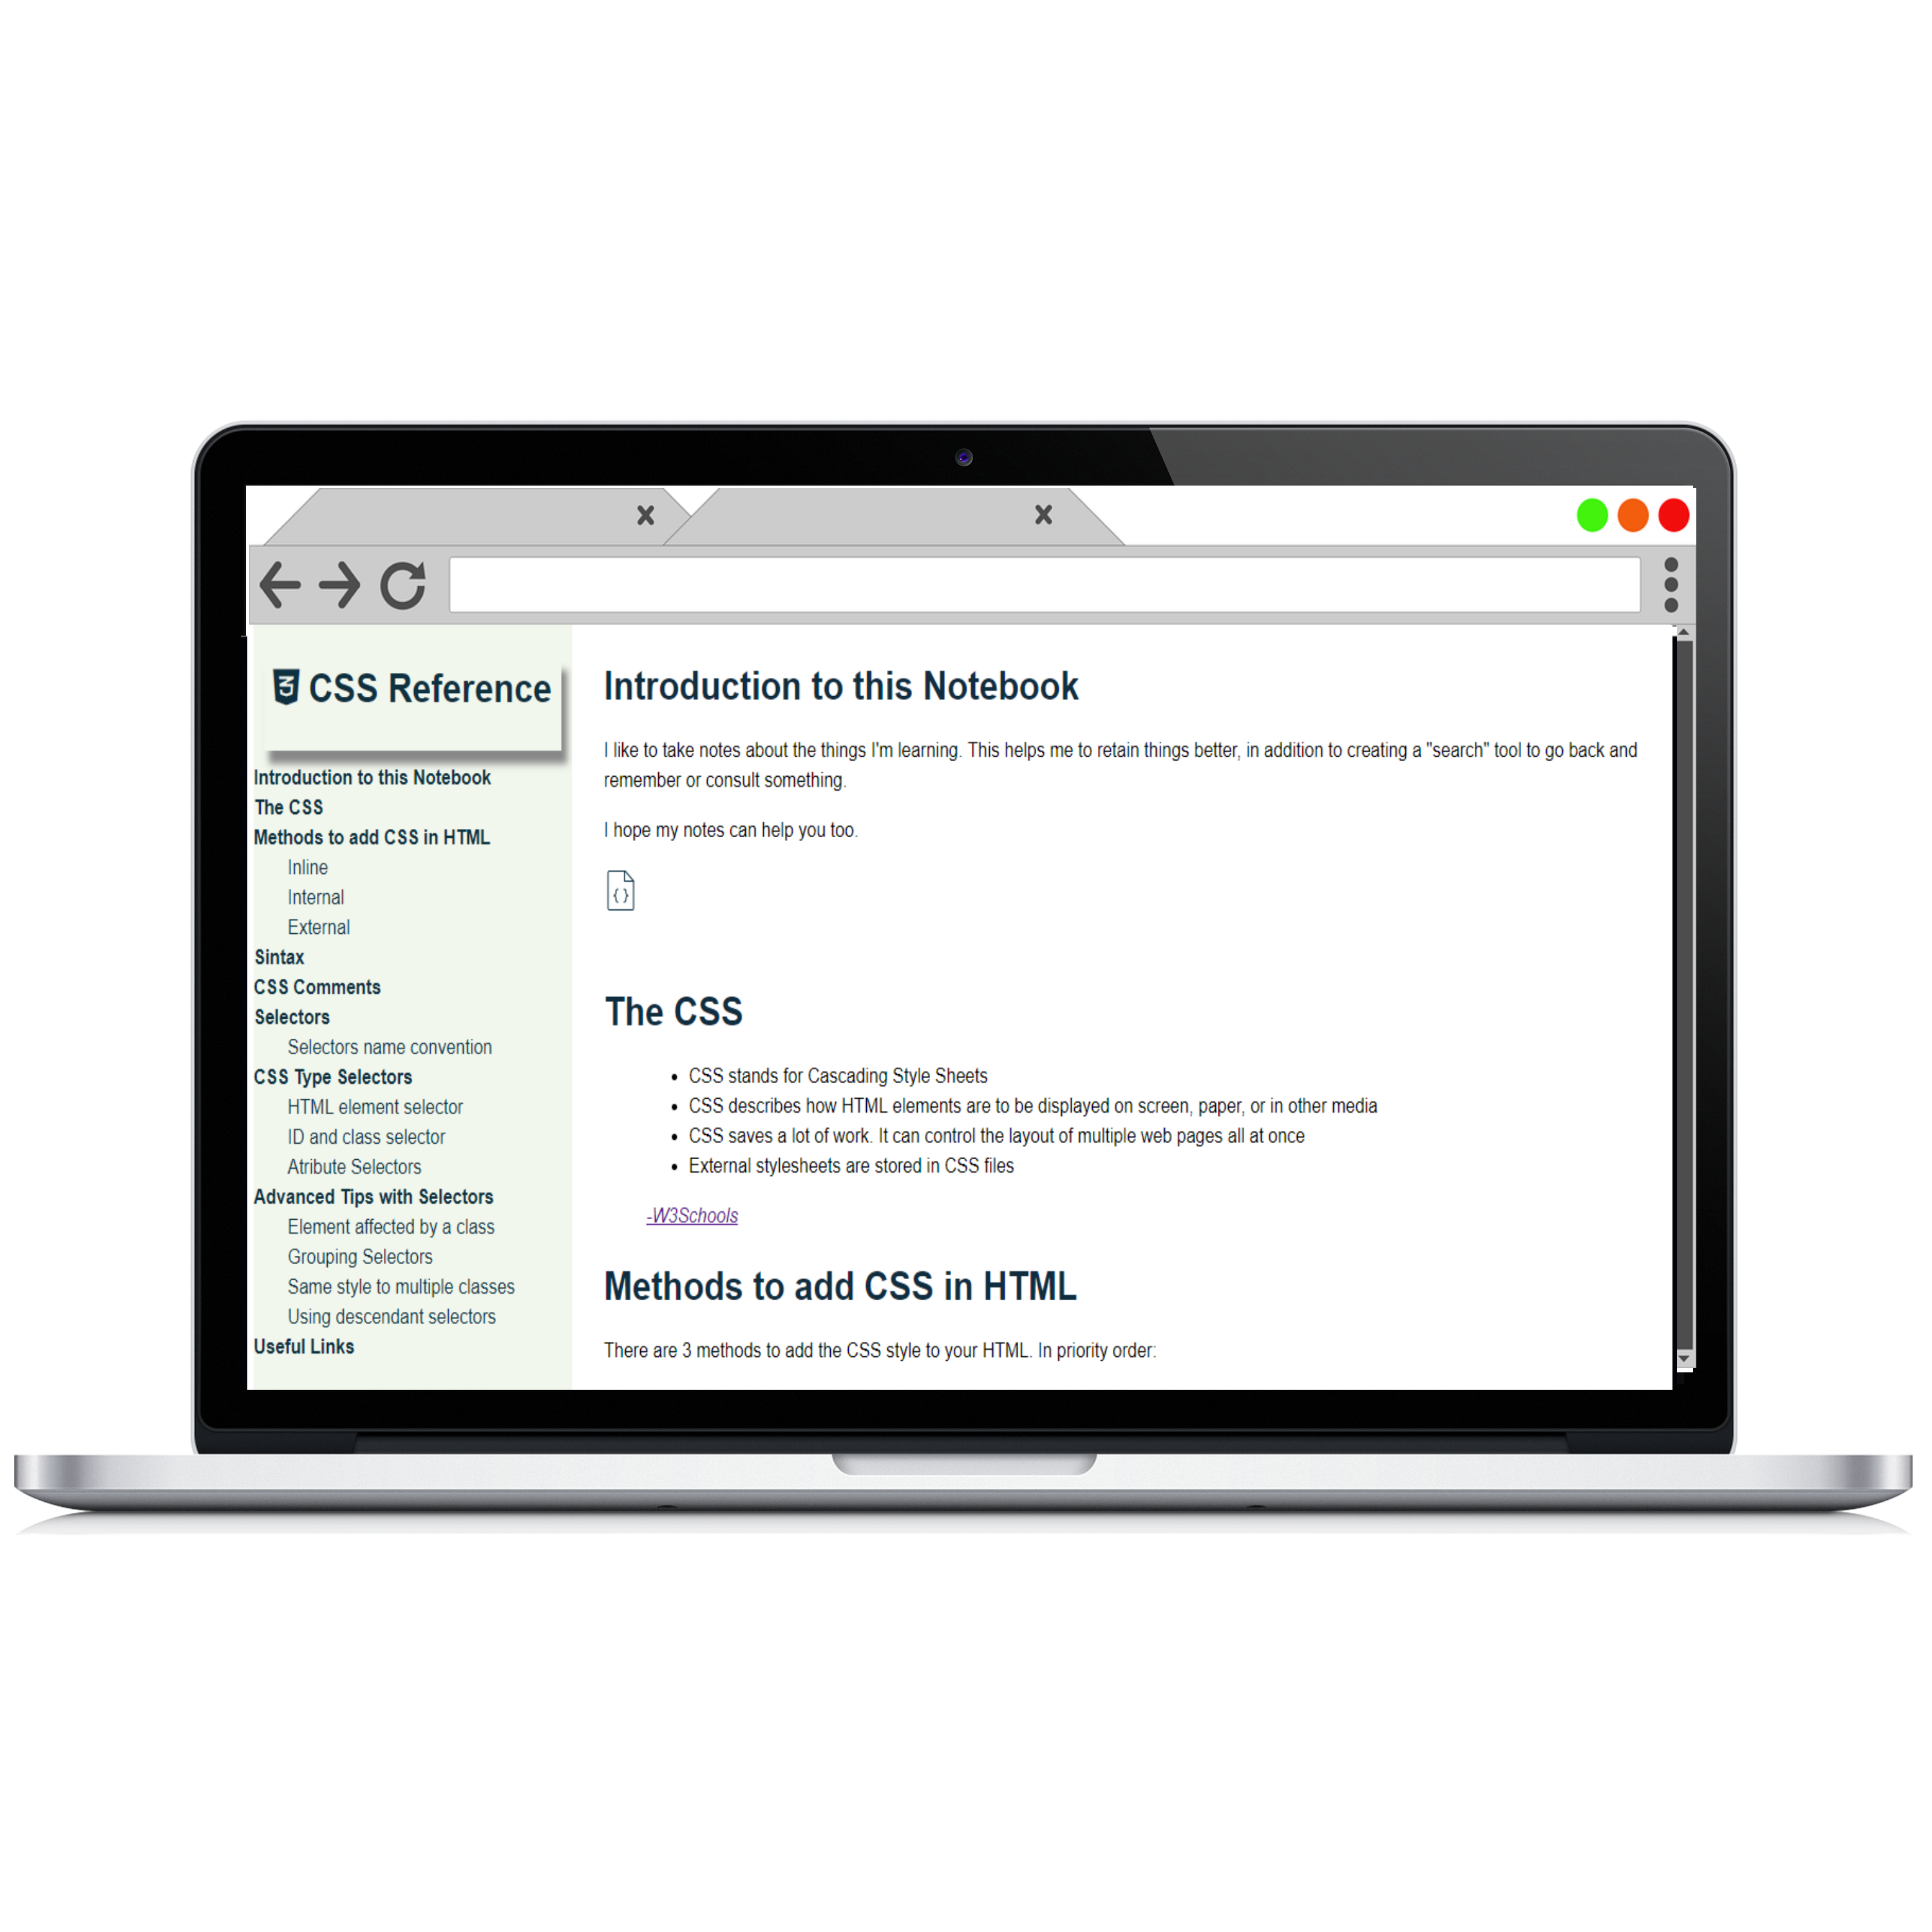 CSS Reference
Introduction to this Notebook
The CSS
Methods to add CSS in HTML
Inline
Internal
External
Sintax
CSS Comments
Selectors
Selectors name convention
CSS Type Selectors
HTML element selector
ID and class selector
Atribute Selectors
Advanced Tips with Selectors
Element affected by a class
Grouping Selectors
Same style to multiple classes
Using descendant selectors
Useful Links
Introduction to this Notebook
I like to take notes about the things I'm learning. This helps me to retain things better, in addition to creating a "search" tool to go back and
remember or consult something.
I hope my notes can help you too.
{ }
The CSS
• CSS stands for Cascading Style Sheets
• CSS describes how HTML elements are to be displayed on screen, paper, or in other media
• CSS saves a lot of work. It can control the layout of multiple web pages all at once
• External stylesheets are stored in CSS files
-W3Schools
Methods to add CSS in HTML
There are 3 methods to add the CSS style to your HTML. In priority order: